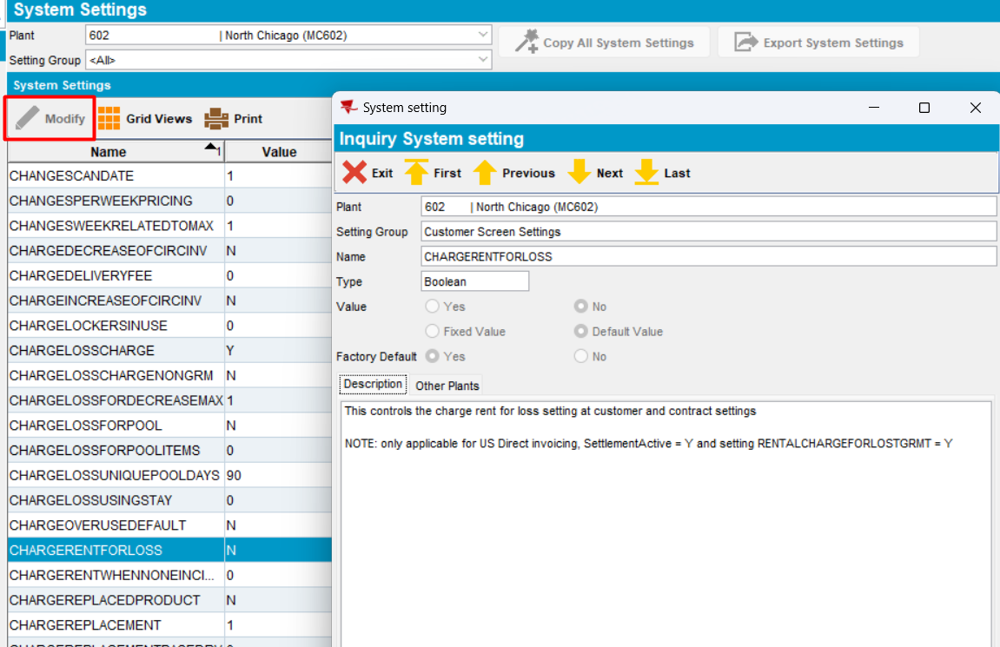 System Settings
Plant 602 | North Chicago (MC602)
Copy All System Settings Export System Settings
Setting Group <All>
System Settings
Modify Grid Views Print
Name 1 Value
CHANGESCANDATE 1
CHANGESPERWEEKPRICING 0
CHANGESWEEKRELATEDTOMAX 1
CHARGEDECREASEOFCIRCINV N
CHARGEDELIVERYFEE 0
CHARGEINCREASEOFCIRCINV N
CHARGELOCKERSINUSE 0
CHARGELOSSCHARGE Y
CHARGELOSSCHARGENONGRM N
CHARGELOSSFORDECREASEMAX 1
CHARGELOSSFORPOOL N
CHARGELOSSFORPOOLITEMS 0
CHARGELOSSUNIQUEPOOLDAYS 90
CHARGELOSSUSINGSTAY 0
CHARGEOVERUSEDEFAULT N
CHARGERENTFORLOSS N
CHARGERENTWHENNONEINCI... 0
CHARGEREPLACEDPRODUCT N
CHARGEREPLACEMENT 1
System setting
Inquiry System setting
Exit First Previous Next Last
Plant 602 | North Chicago (MC602)
Setting Group Customer Screen Settings
Name CHARGERENTFORLOSS
Type Boolean
Value Yes No
Fixed Value Default Value
Factory Default Yes No
Description Other Plants
This controls the charge rent for loss setting at customer and contract settings
NOTE: only applicable for US Direct invoicing, SettlementActive = Y and setting RENTALCHARGEFORLOSTGRMT = Y